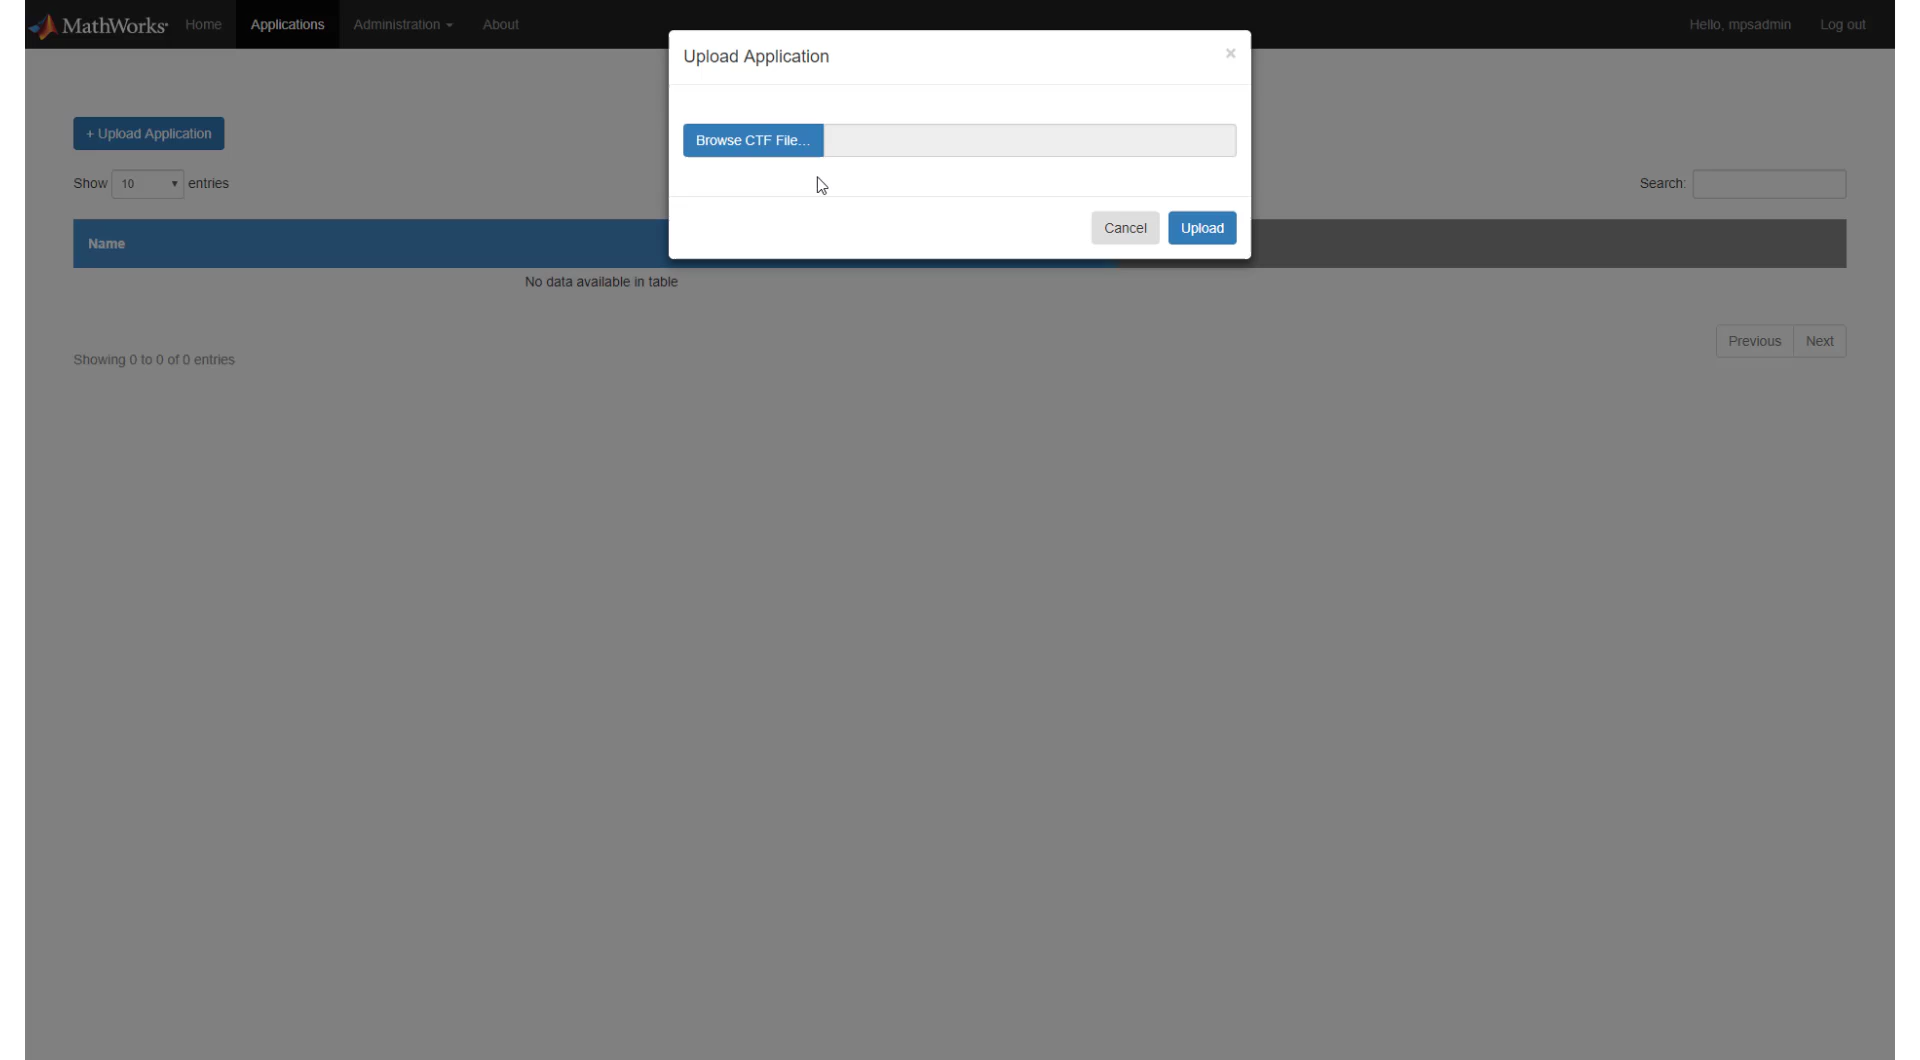 MathWorks Home Applications Administration About Hello, mpsadmin Log out
Upload Application ×
Browse CTF File...
Cancel Upload
+ Upload Application
Show 10 entries Search:
Name
No data available in table
Previous Next
Showing 0 to 0 of 0 entries